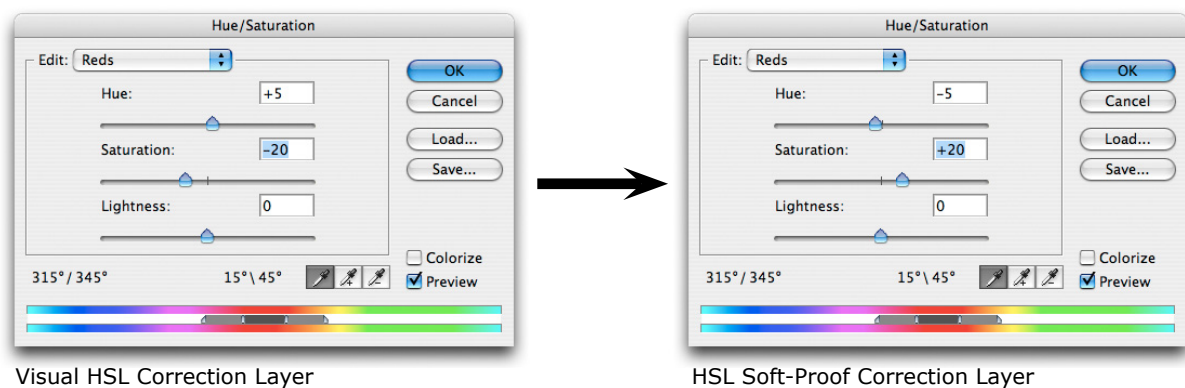 Hue/Saturation
Edit: Reds
OK
Hue: +5
Cancel
Load...
Saturation: -20
Save...
Lightness: 0
Colorize
315°/345° 15°\45° Preview
Visual HSL Correction Layer
Hue/Saturation
Edit: Reds
OK
Hue: -5
Cancel
Load...
Saturation: +20
Save...
Lightness: 0
Colorize
315°/345° 15°\45° Preview
HSL Soft-Proof Correction Layer